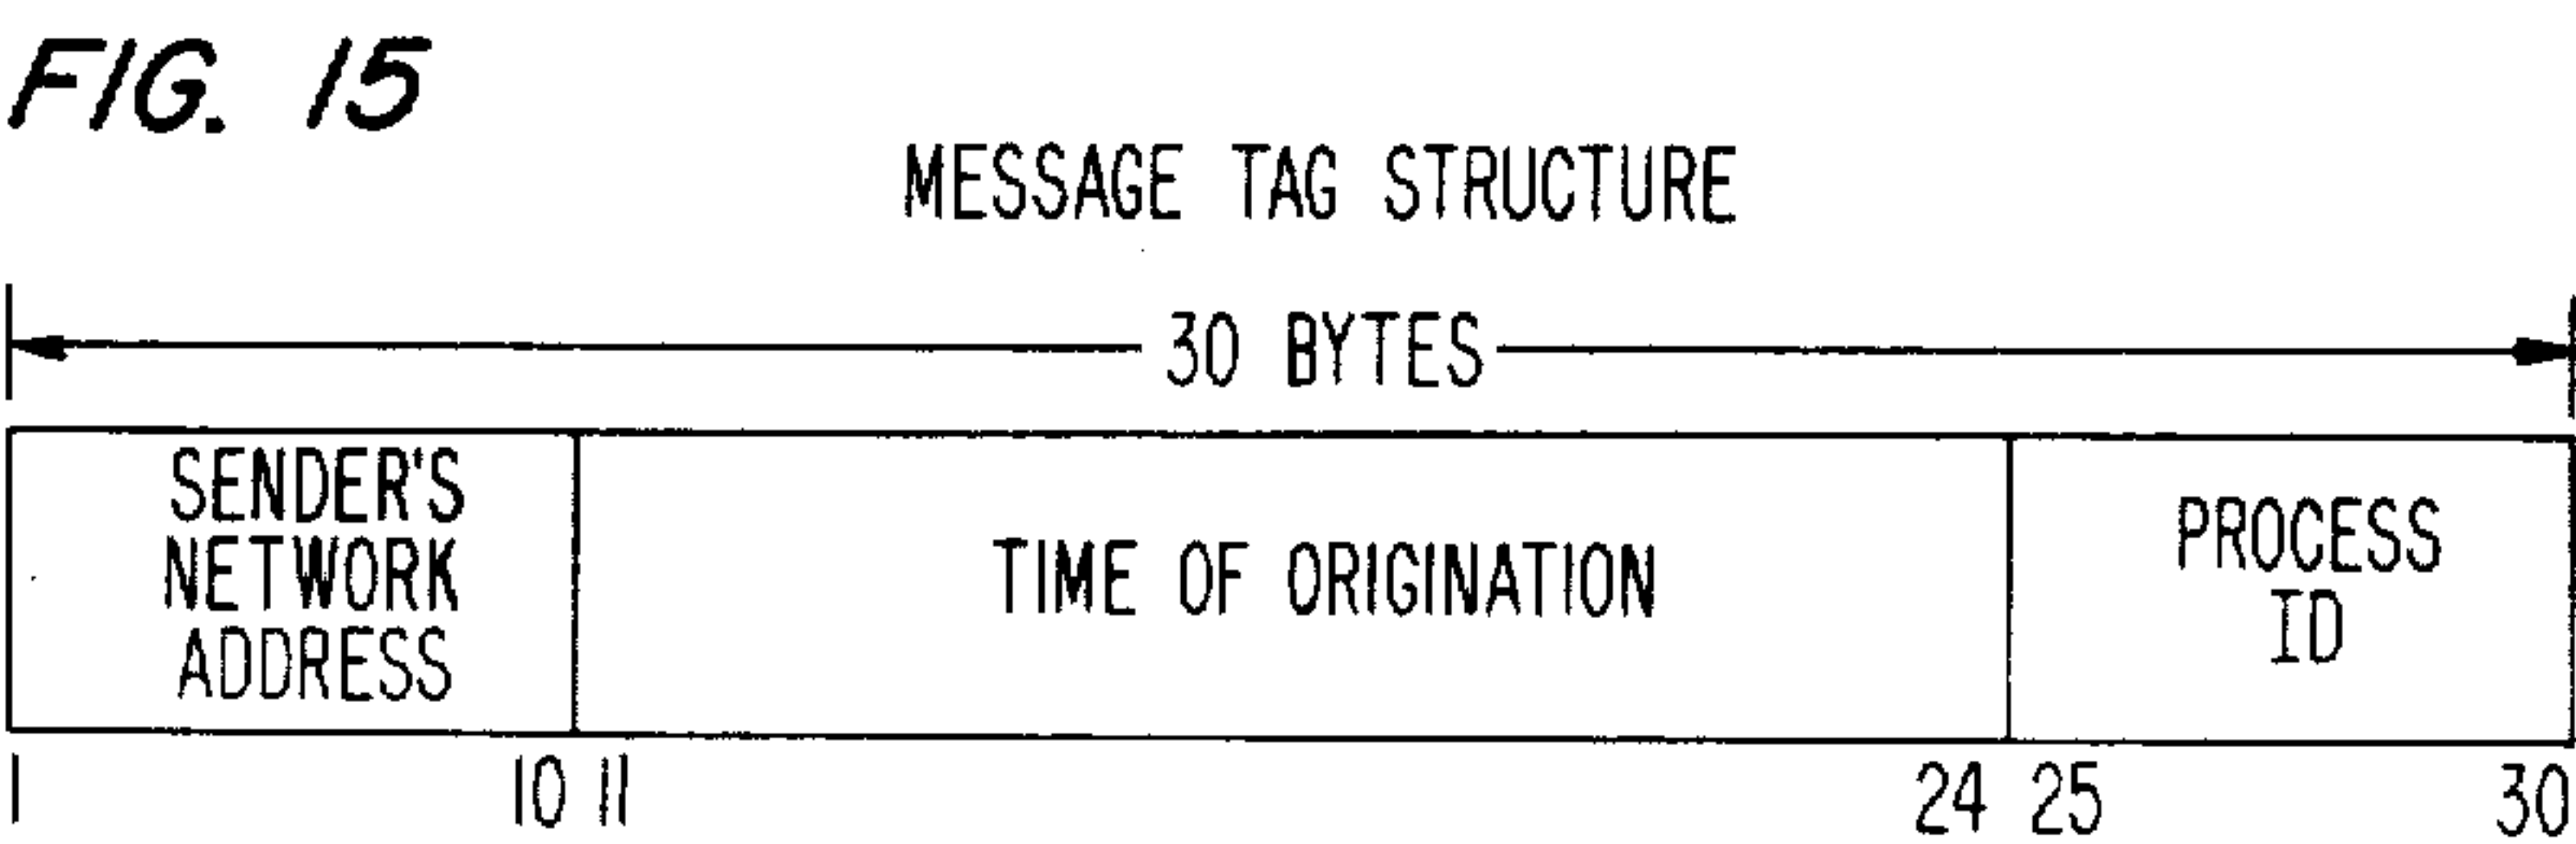 FIG. 15
MESSAGE TAG STRUCTURE
30 BYTES
SENDER'S
NETWORK
ADDRESS
TIME OF ORIGINATION
PROCESS
ID
1 10 11 24 25 30